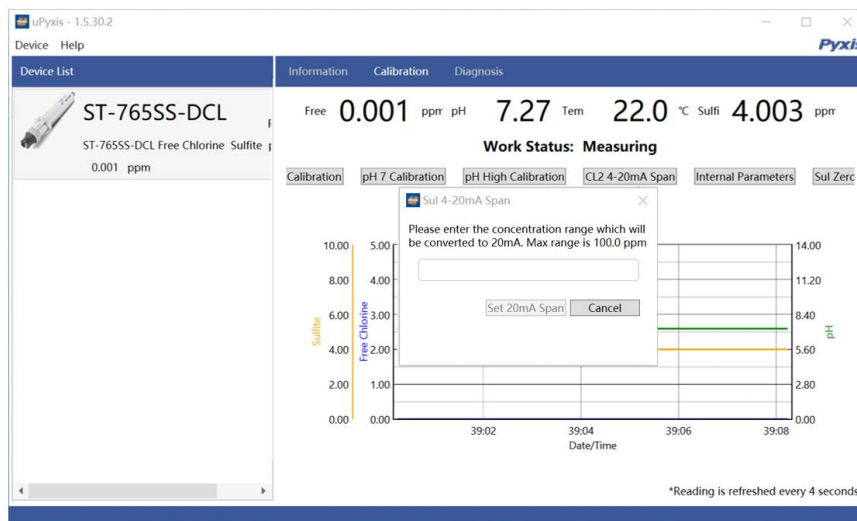 uPyxis - 1.5.30.2
Device Help
Pyxis
Device List
Information Calibration Diagnosis
ST-765SS-DCL
ST-765SS-DCL Free Chlorine Sulfite
0.001 ppm
Free 0.001 ppm pH 7.27 Tem 22.0 °C Sulfi 4.003 ppm
Work Status: Measuring
Calibration pH 7 Calibration pH High Calibration CL2 4-20mA Span Internal Parameters Sul Zero
Sul 4-20mA Span
Please enter the concentration range which will
be converted to 20mA. Max range is 100.0 ppm
Set 20mA Span Cancel
10.00 5.00 14.00
8.00 4.00 11.20
6.00 3.00 8.40
4.00 2.00 5.60
2.00 1.00 2.80
0.00 0.00 0.00
Sulfite
Free Chlorine
pH
39:02 39:04 39:06 39:08
Date/Time
*Reading is refreshed every 4 seconds